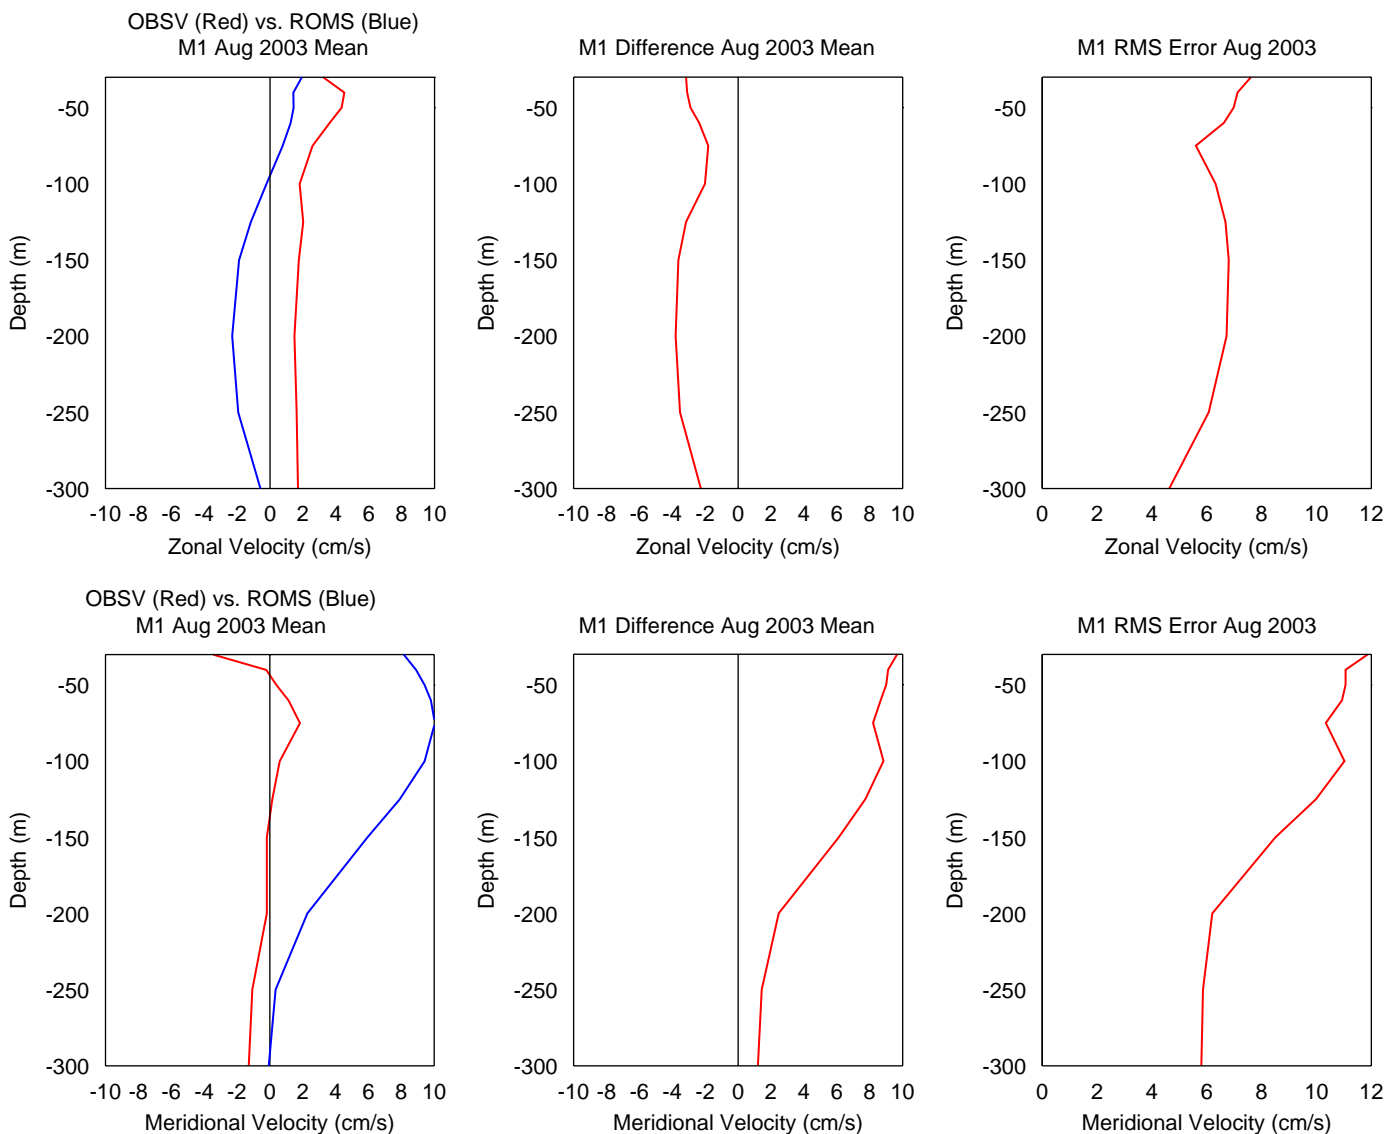 OBSV (Red) vs. ROMS (Blue)
M1 Aug 2003 Mean
M1 Difference Aug 2003 Mean
M1 RMS Error Aug 2003
-50
-100
-150
-200
-250
-300
Depth (m)
-10 -8 -6 -4 -2 0 2 4 6 8 10
Zonal Velocity (cm/s)
-50
-100
-150
-200
-250
-300
Depth (m)
-10 -8 -6 -4 -2 0 2 4 6 8 10
Zonal Velocity (cm/s)
-50
-100
-150
-200
-250
-300
Depth (m)
0 2 4 6 8 10 12
Zonal Velocity (cm/s)
OBSV (Red) vs. ROMS (Blue)
M1 Aug 2003 Mean
M1 Difference Aug 2003 Mean
M1 RMS Error Aug 2003
-50
-100
-150
-200
-250
-300
Depth (m)
-10 -8 -6 -4 -2 0 2 4 6 8 10
Meridional Velocity (cm/s)
-50
-100
-150
-200
-250
-300
Depth (m)
-10 -8 -6 -4 -2 0 2 4 6 8 10
Meridional Velocity (cm/s)
-50
-100
-150
-200
-250
-300
Depth (m)
0 2 4 6 8 10 12
Meridional Velocity (cm/s)